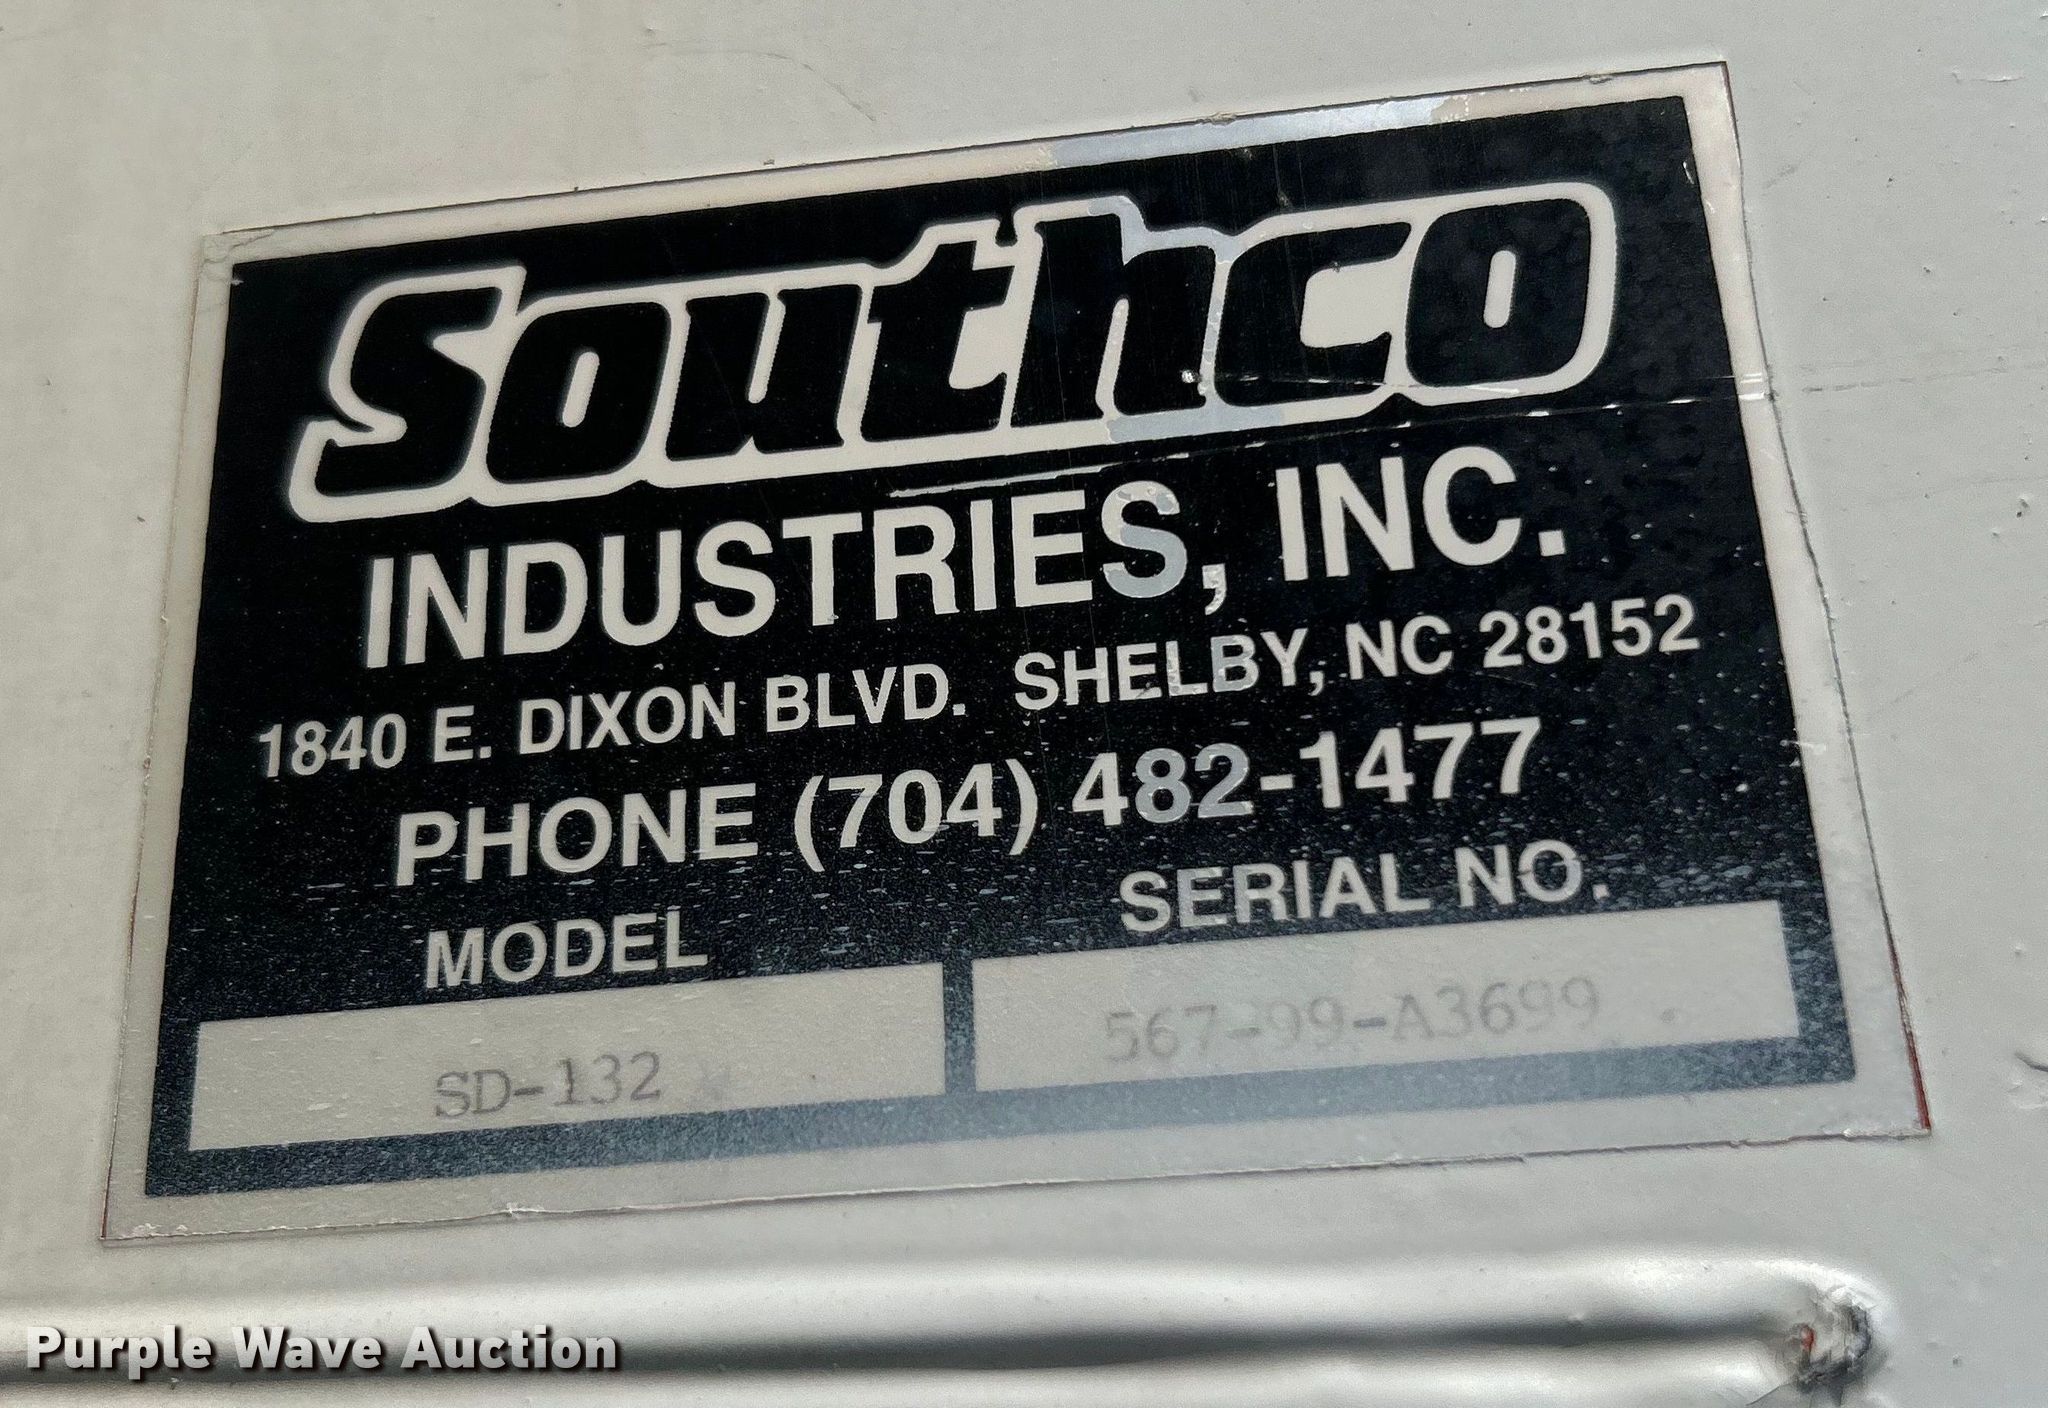 Southco
INDUSTRIES, INC.
1840 E. DIXON BLVD. SHELBY, NC 28152
PHONE (704) 482-1477
MODEL SERIAL NO.
SD-132 567-99-A3699
Purple Wave Auction